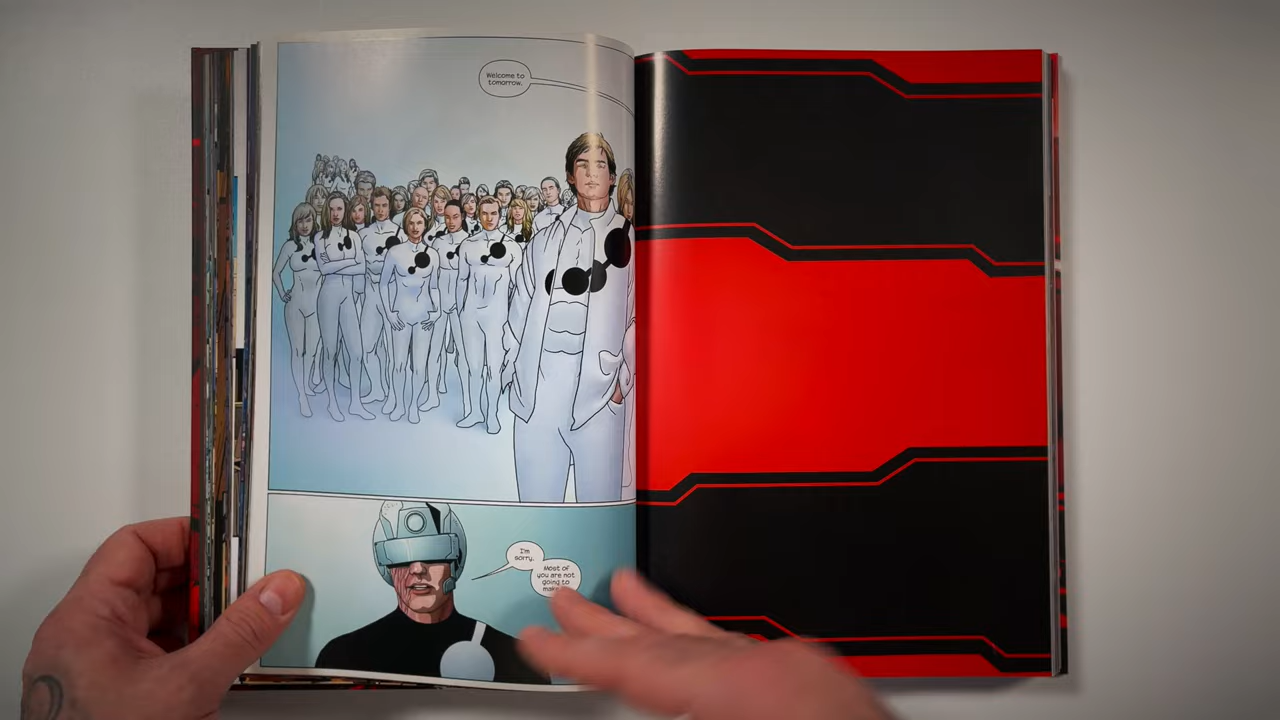 Welcome to
tomorrow.
I'm
sorry.
Most of
you are not
going to